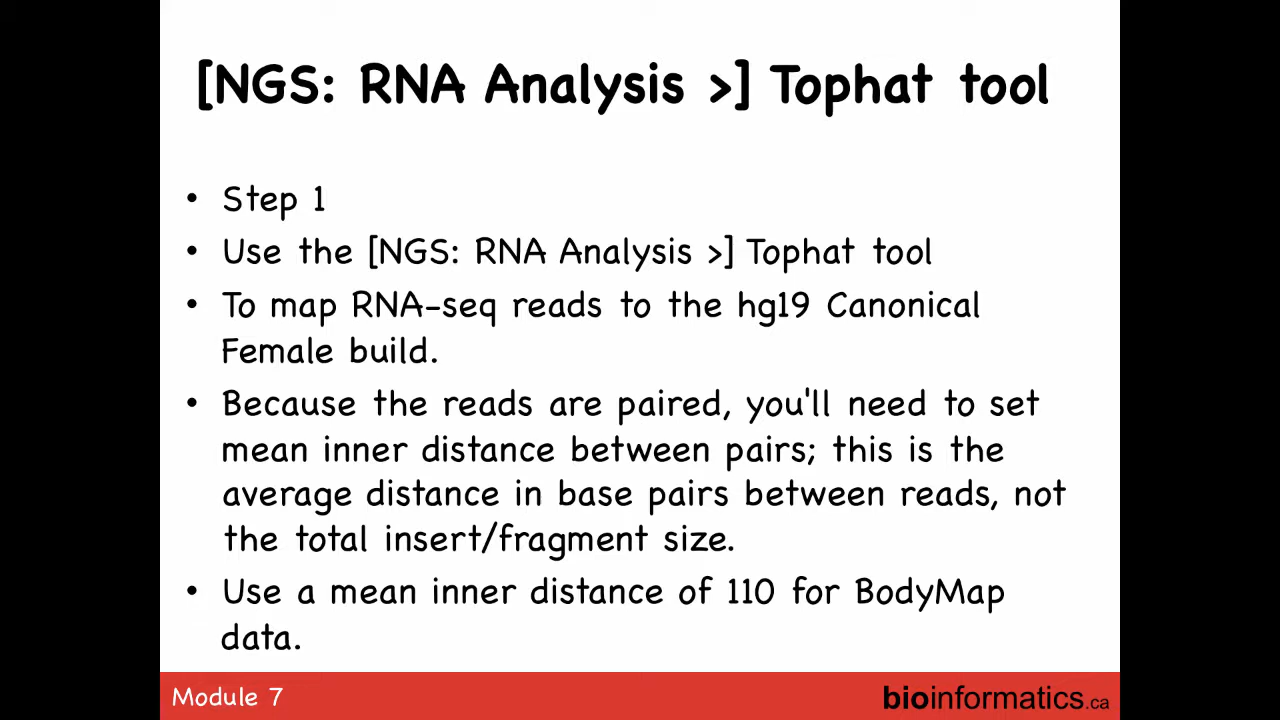 [NGS: RNA Analysis >] Tophat tool
• Step 1
• Use the [NGS: RNA Analysis >] Tophat tool
• To map RNA-seq reads to the hg19 Canonical
Female build.
• Because the reads are paired, you'll need to set
mean inner distance between pairs; this is the
average distance in base pairs between reads, not
the total insert/fragment size.
• Use a mean inner distance of 110 for BodyMap
data.
Module 7
bioinformatics.ca